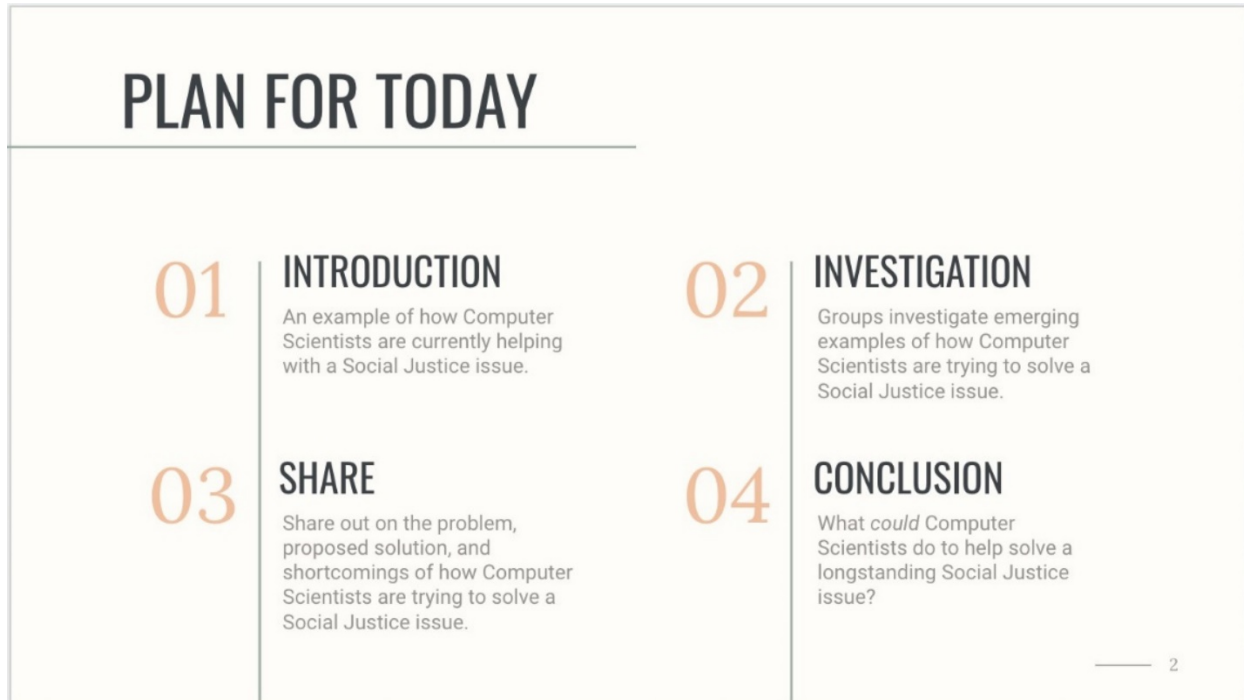 PLAN FOR TODAY
01
INTRODUCTION
An example of how Computer
Scientists are currently helping
with a Social Justice issue.
02
INVESTIGATION
Groups investigate emerging
examples of how Computer
Scientists are trying to solve a
Social Justice issue.
03
SHARE
Share out on the problem,
proposed solution, and
shortcomings of how Computer
Scientists are trying to solve a
Social Justice issue.
04
CONCLUSION
What could Computer
Scientists do to help solve a
longstanding Social Justice
issue?
2